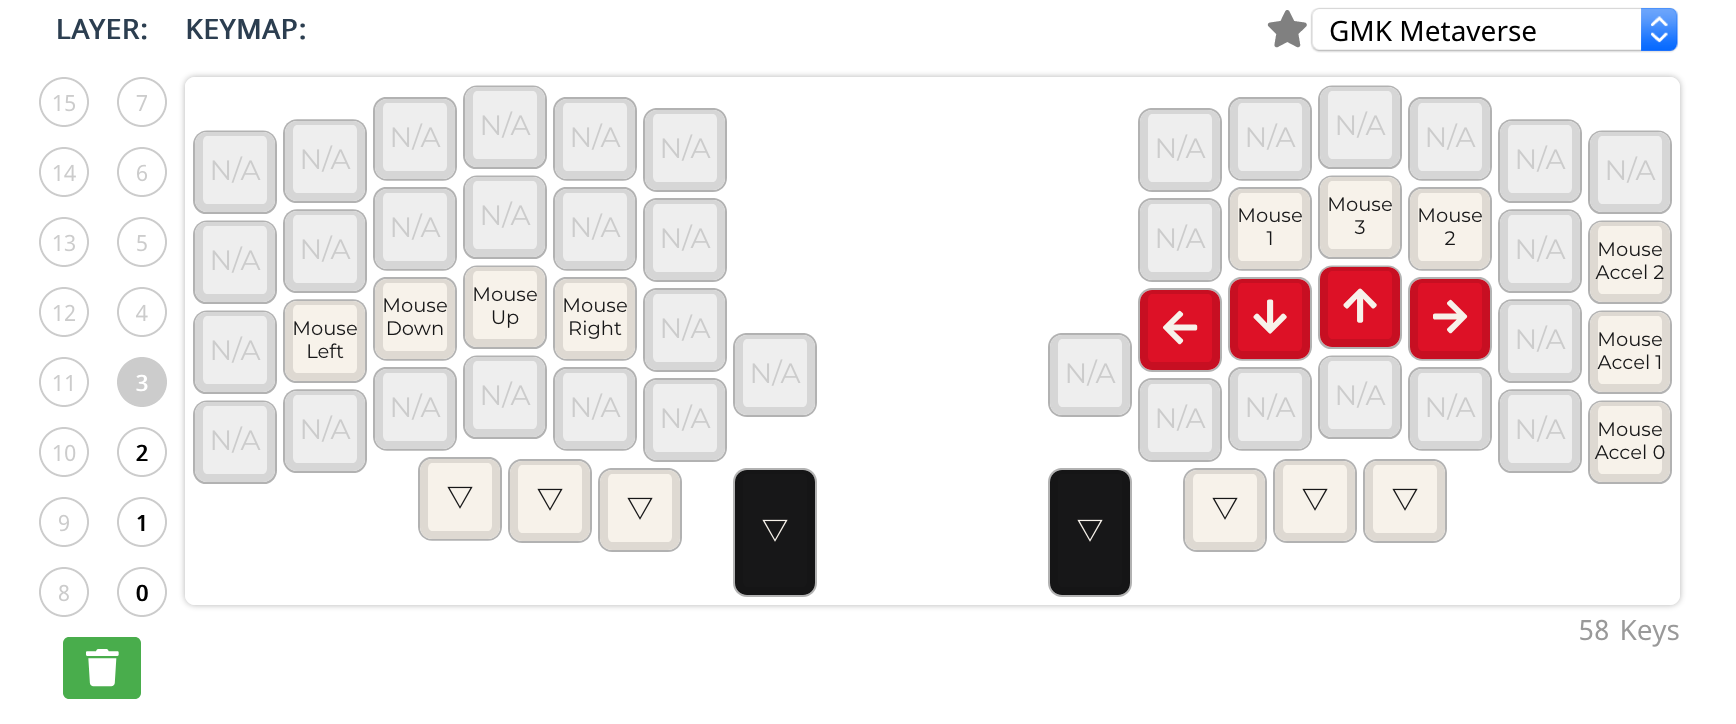 LAYER: KEYMAP: GMK Metaverse
15 7
14 6
13 5
12 4
11 3
10 2
9 1
8 0
N/A N/A N/A N/A N/A N/A N/A N/A N/A N/A N/A N/A
N/A N/A N/A N/A N/A N/A N/A
Mouse
1
Mouse
3
Mouse
2
N/A
Mouse
Accel 2
N/A
Mouse
Left
Mouse
Down
Mouse
Up
Mouse
Right
N/A
N/A
Mouse
Accel 1
N/A N/A N/A N/A N/A N/A N/A N/A N/A N/A N/A N/A N/A
Mouse
Accel 0
58 Keys